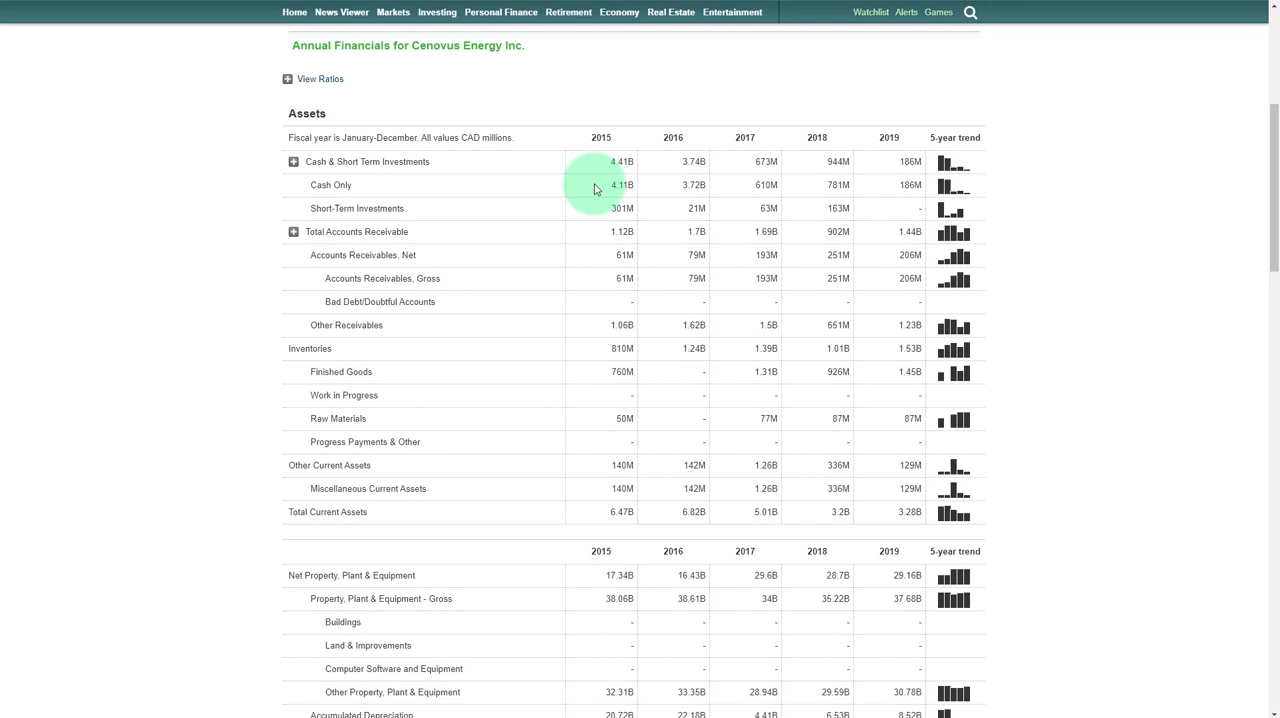 Home News Viewer Markets Investing Personal Finance Retirement Economy Real Estate Entertainment Watchlist Alerts Games
Annual Financials for Cenovus Energy Inc.
View Ratios
Assets
Fiscal year is January-December. All values CAD millions. 2015 2016 2017 2018 2019 5-year trend
Cash & Short Term Investments 4.41B 3.74B 673M 944M 186M
Cash Only 4.11B 3.72B 610M 781M 186M
Short-Term Investments 301M 21M 63M 163M -
Total Accounts Receivable 1.12B 1.7B 1.69B 902M 1.44B
Accounts Receivables, Net 61M 79M 193M 251M 206M
Accounts Receivables, Gross 61M 79M 193M 251M 206M
Bad Debt/Doubtful Accounts - - - - -
Other Receivables 1.06B 1.62B 1.5B 651M 1.23B
Inventories 810M 1.24B 1.39B 1.01B 1.53B
Finished Goods 760M - 1.31B 926M 1.45B
Work in Progress - - - - -
Raw Materials 50M - 77M 87M 87M
Progress Payments & Other - - - - -
Other Current Assets 140M 142M 1.26B 336M 129M
Miscellaneous Current Assets 140M 142M 1.26B 336M 129M
Total Current Assets 6.47B 6.82B 5.01B 3.2B 3.28B
2015 2016 2017 2018 2019 5-year trend
Net Property, Plant & Equipment 17.34B 16.43B 29.6B 28.7B 29.16B
Property, Plant & Equipment - Gross 38.06B 38.61B 34B 35.22B 37.68B
Buildings - - - - -
Land & Improvements - - - - -
Computer Software and Equipment - - - - -
Other Property, Plant & Equipment 32.31B 33.35B 28.94B 29.59B 30.78B
Accumulated Depreciation 20.72B 22.18B 4.41B 6.53B 8.52B